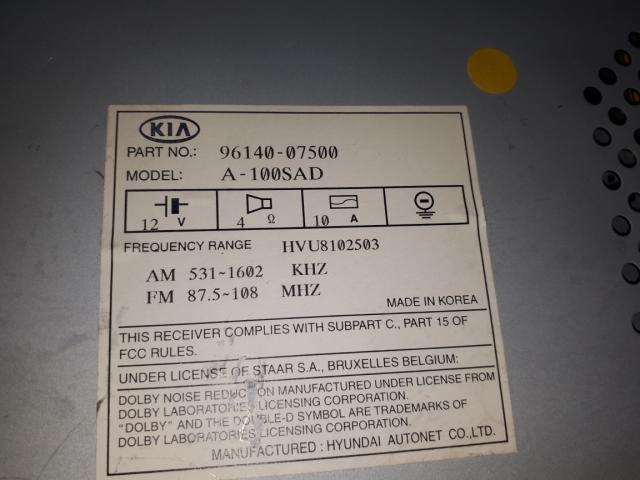 KIA
PART NO.: 96140-07500
MODEL: A-100SAD
12 V 4 Ω 10 A
FREQUENCY RANGE HVU8102503
AM 531~1602 KHZ
FM 87.5~108 MHZ
MADE IN KOREA
THIS RECEIVER COMPLIES WITH SUBPART C., PART 15 OF
FCC RULES.
UNDER LICENSE OF STAAR S.A., BRUXELLES BELGIUM:
DOLBY NOISE REDUCTION MANUFACTURED UNDER LICENSE FROM
DOLBY LABORATORIES LICENSING CORPORATION.
"DOLBY" AND THE DOUBLE-D SYMBOL ARE TRADEMARKS OF
DOLBY LABORATORIES LICENSING CORPORATION.
MANUFACTURED : HYUNDAI AUTONET CO.,LTD.